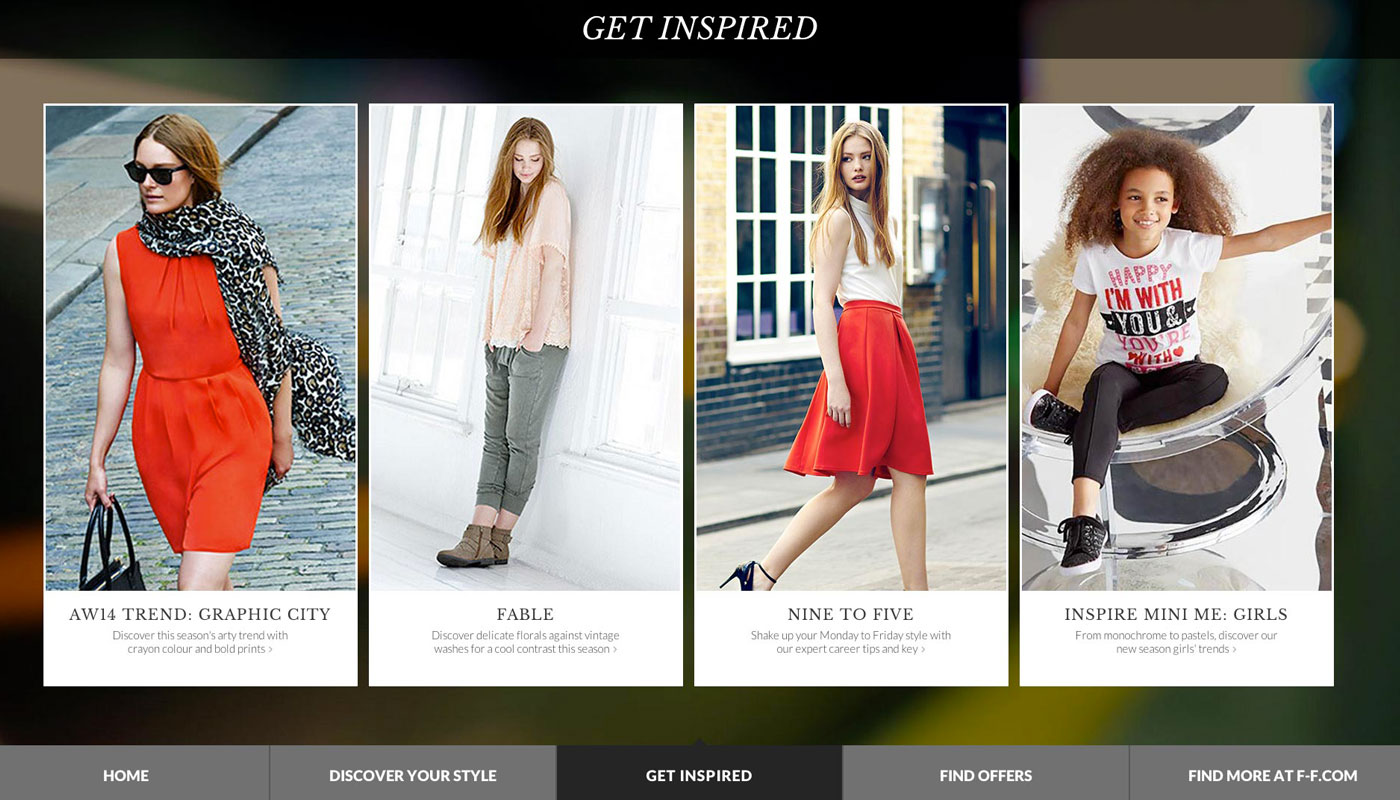 GET INSPIRED
HAPPY
I'M WITH
YOU &
YOU'RE
WITH
AW14 TREND: GRAPHIC CITY
Discover this season's arty trend with
crayon colour and bold prints >
FABLE
Discover delicate florals against vintage
washes for a cool contrast this season >
NINE TO FIVE
Shake up your Monday to Friday style with
our expert career tips and key >
INSPIRE MINI ME: GIRLS
From monochrome to pastels, discover our
new season girls' trends >
HOME
DISCOVER YOUR STYLE
GET INSPIRED
FIND OFFERS
FIND MORE AT F-F.COM